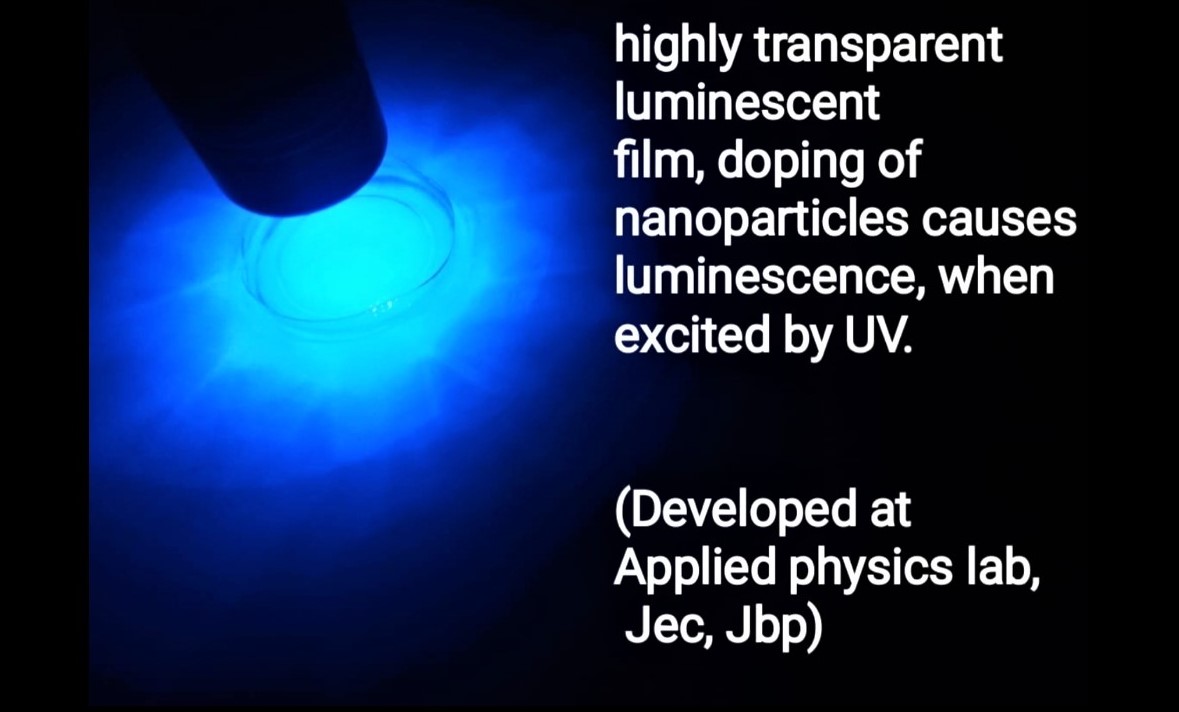 highly transparent
luminescent
film, doping of
nanoparticles causes
luminescence, when
excited by UV.
(Developed at
Applied physics lab,
Jec, Jbp)